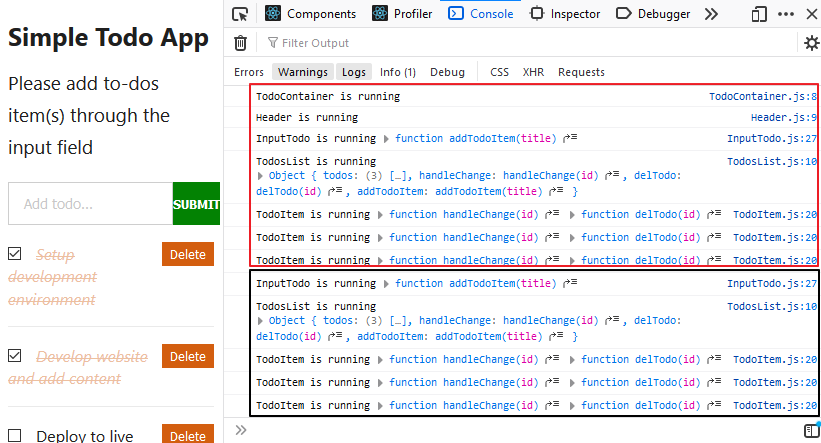 Simple Todo App
Please add to-dos
item(s) through the
input field
Add todo...
SUBMIT
Setup
development
environment
Delete
Develop website
and add content
Delete
Deploy to live
Delete
Components
Profiler
Console
Inspector
Debugger
Filter Output
Errors Warnings Logs Info (1) Debug CSS XHR Requests
TodoContainer is running TodoContainer.js:8
Header is running Header.js:9
InputTodo is running function addTodoItem(title) InputTodo.js:27
TodosList is running TodosList.js:10
Object { todos: (3) […], handleChange: handleChange(id) , delTodo:
delTodo(id) , addTodoItem: addTodoItem(title) }
TodoItem is running function handleChange(id) function delTodo(id) TodoItem.js:20
TodoItem is running function handleChange(id) function delTodo(id) TodoItem.js:20
TodoItem is running function handleChange(id) function delTodo(id) TodoItem.js:20
InputTodo is running function addTodoItem(title) InputTodo.js:27
TodosList is running TodosList.js:10
Object { todos: (3) […], handleChange: handleChange(id) , delTodo:
delTodo(id) , addTodoItem: addTodoItem(title) }
TodoItem is running function handleChange(id) function delTodo(id) TodoItem.js:20
TodoItem is running function handleChange(id) function delTodo(id) TodoItem.js:20
TodoItem is running function handleChange(id) function delTodo(id) TodoItem.js:20